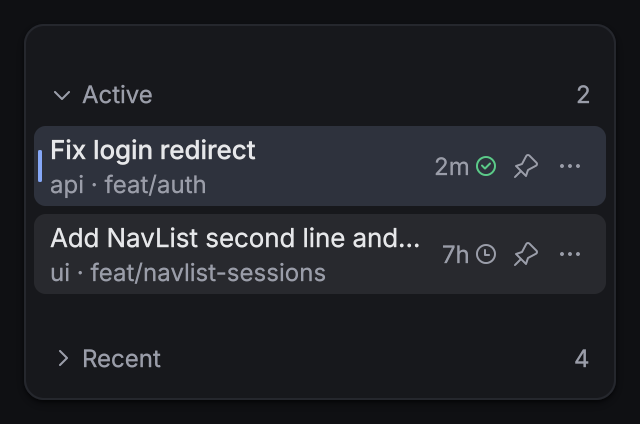 Active 2
Fix login redirect 2m
api · feat/auth
Add NavList second line and... 7h
ui · feat/navlist-sessions
Recent 4